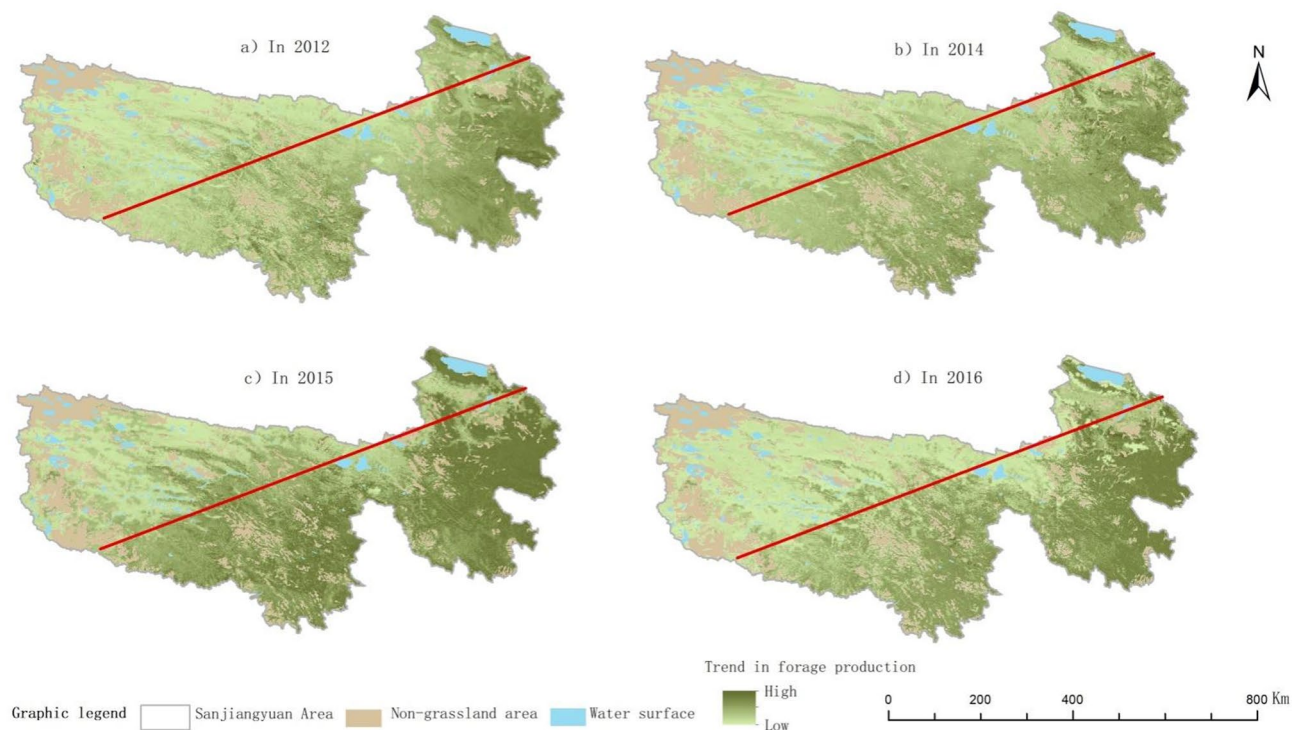 a) In 2012
b) In 2014
N
c) In 2015
d) In 2016
Trend in forage production
High
Low
Graphic legend
Sanjiangyuan Area
Non-grassland area
Water surface
0 200 400 800 Km